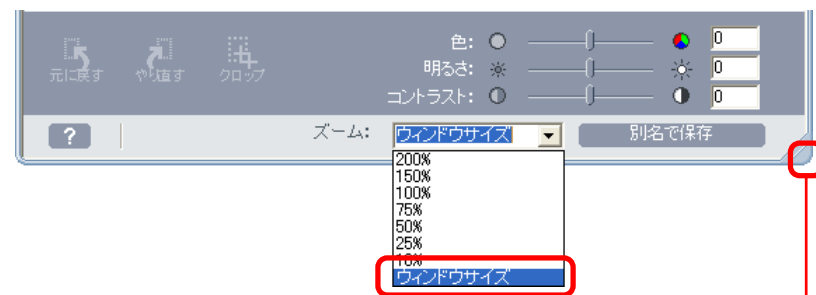 色: 0
元に戻す やり直す クロップ 明るさ: 0
コントラスト: 0
? ズーム: ウィンドウサイズ 別名で保存
200%
150%
100%
75%
50%
25%
10%
ウィンドウサイズ